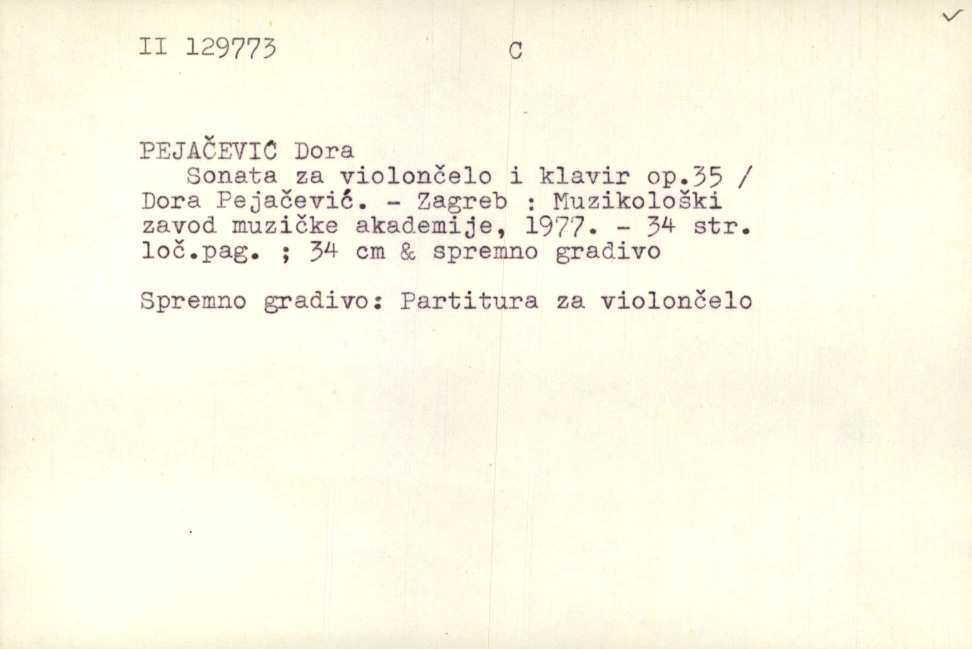 II 129773 C
PEJAČEVIĆ Dora
Sonata za violončelo i klavir op.35 /
Dora Pejačević. - Zagreb : Muzikološki
zavod muzičke akademije, 1977. - 34 str.
loč.pag. ; 34 cm & spremno gradivo
Spremno gradivo: Partitura za violončelo